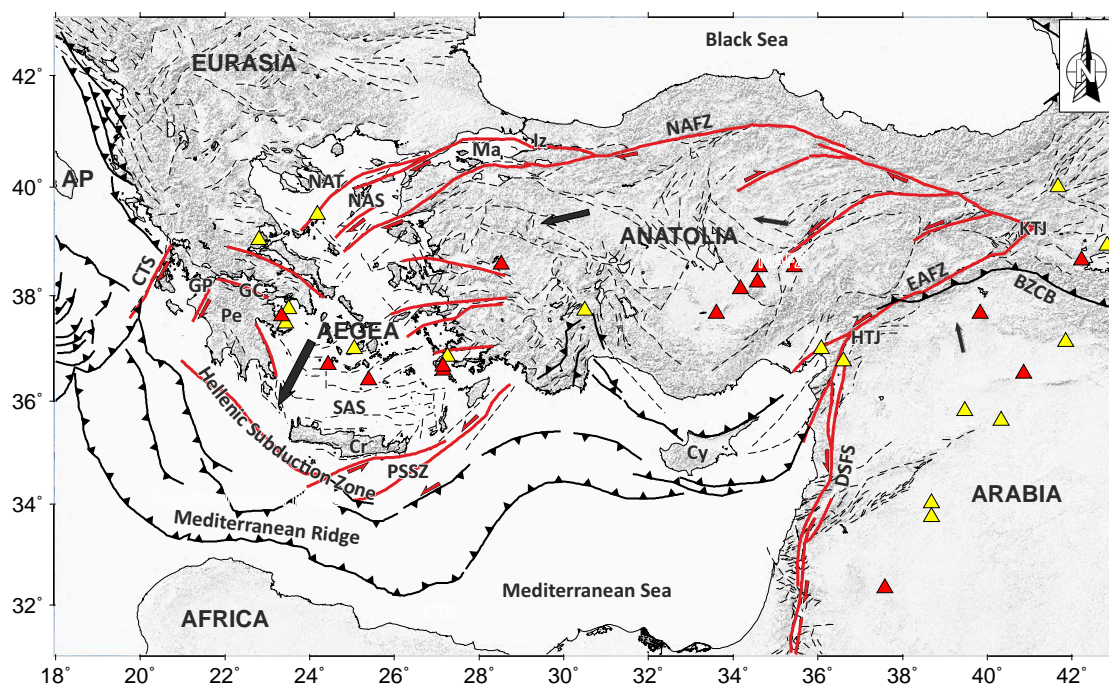 Black Sea
N
42°
EURASIA
NAFZ
Iz
Ma
40°
AP
NAT
NAS
ANATOLIA
KTJ
CTS
EAFZ
BZCB
GP
GC
38°
Pe
AEGEA
HTJ
36°
SAS
Hellenic Subduction Zone
Cr
Cy
PSSZ
DSFS
ARABIA
34°
Mediterranean Ridge
Mediterranean Sea
32°
AFRICA
18 20 22 24 26 28 30 32 34 36 38 40 42